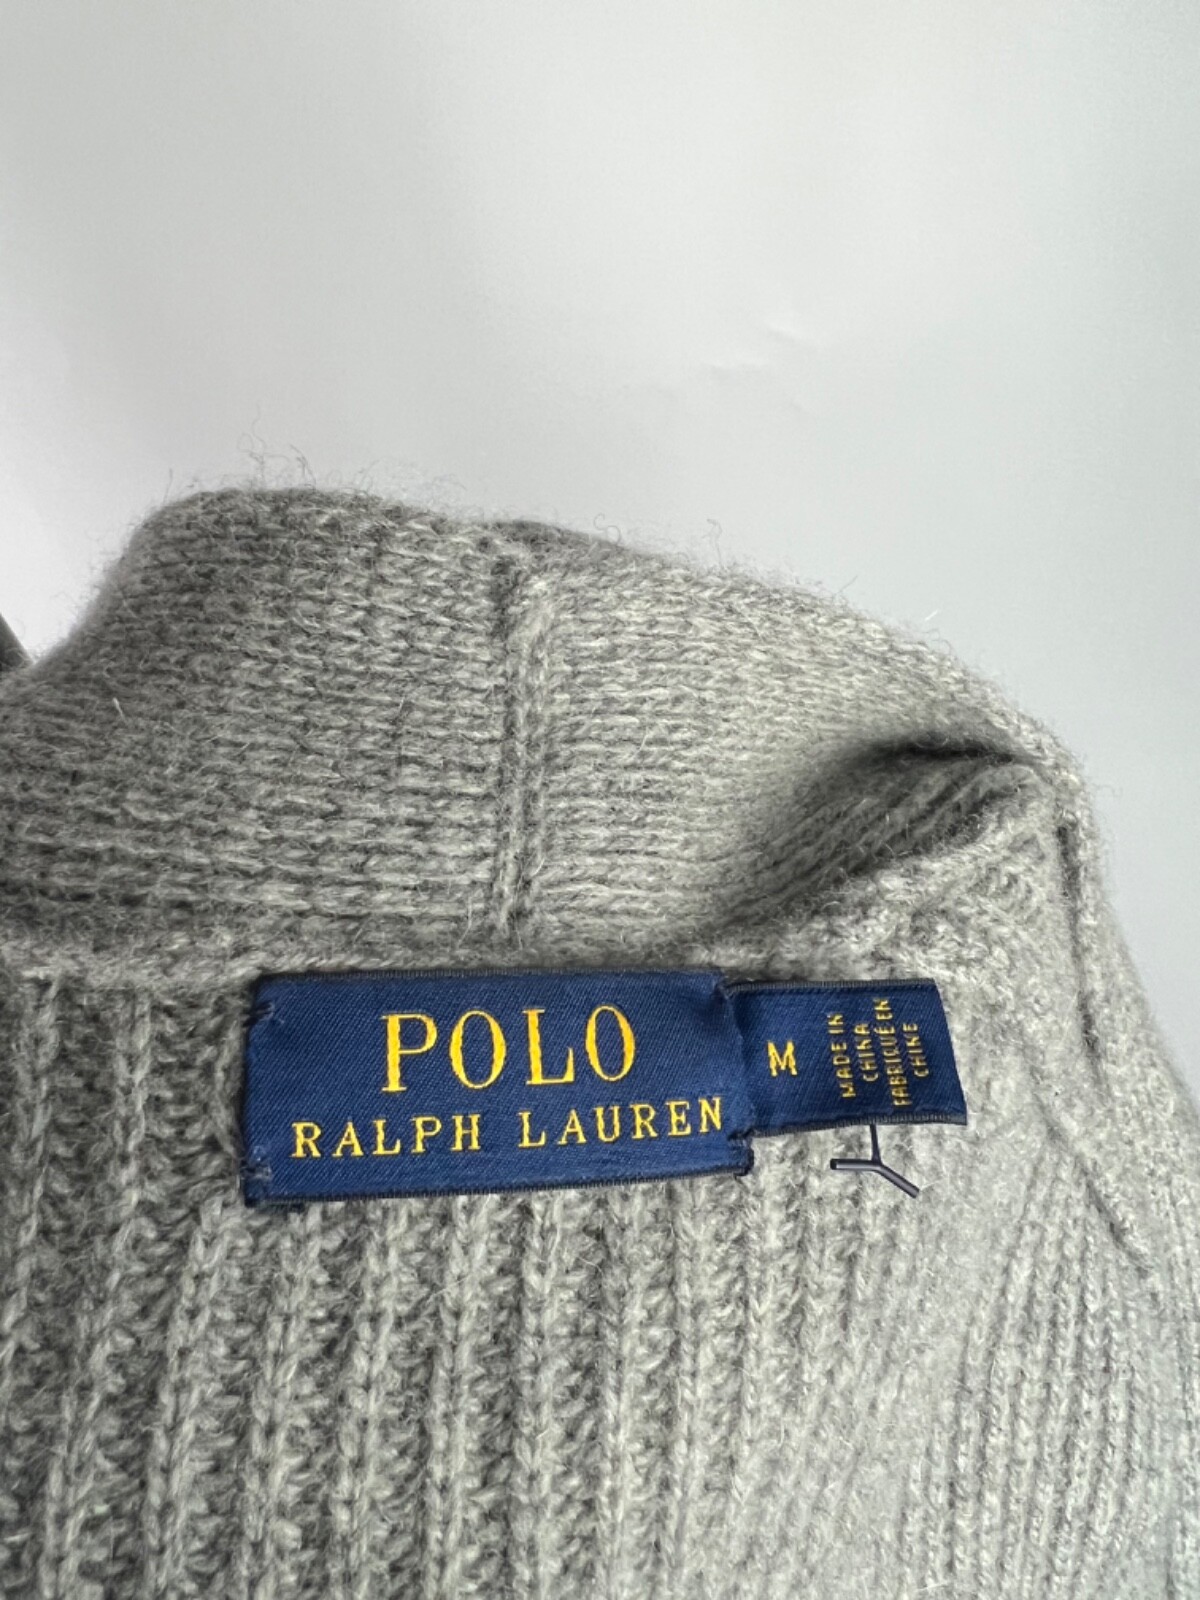 POLO
RALPH LAUREN
M
MADE IN
CHINA
FABRIQUÉ EN
CHINE